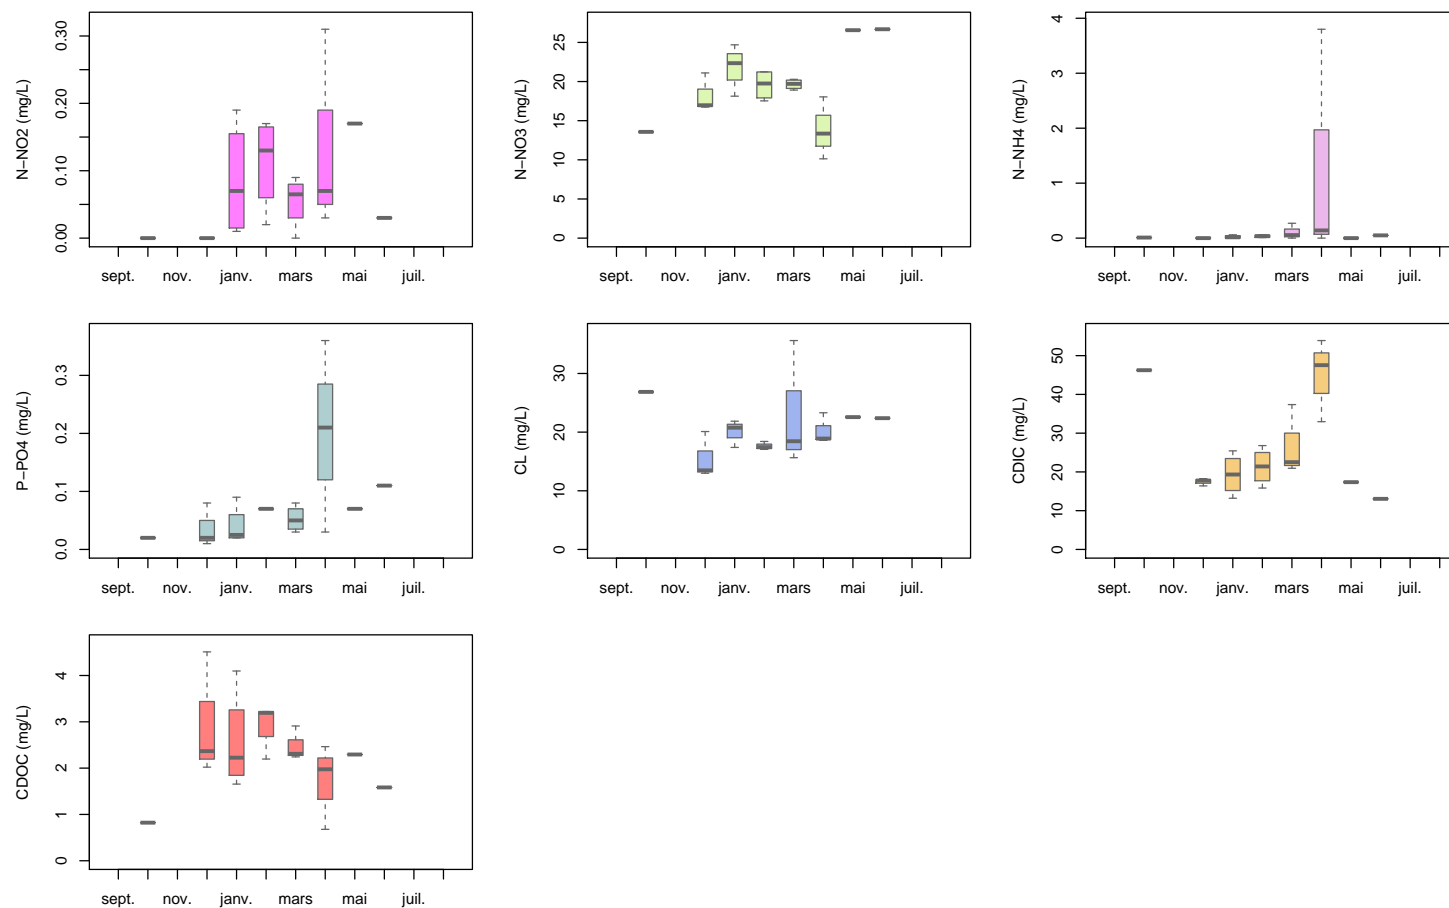 N−NO2 (mg/L)
0.00 0.10 0.20 0.30
sept. nov. janv. mars mai juil.
N−NO3 (mg/L)
0 5 10 15 20 25
sept. nov. janv. mars mai juil.
N−NH4 (mg/L)
0 1 2 3 4
sept. nov. janv. mars mai juil.
P−PO4 (mg/L)
0.0 0.1 0.2 0.3
sept. nov. janv. mars mai juil.
CL (mg/L)
0 10 20 30
sept. nov. janv. mars mai juil.
CDIC (mg/L)
0 10 20 30 40 50
sept. nov. janv. mars mai juil.
CDOC (mg/L)
0 1 2 3 4
sept. nov. janv. mars mai juil.